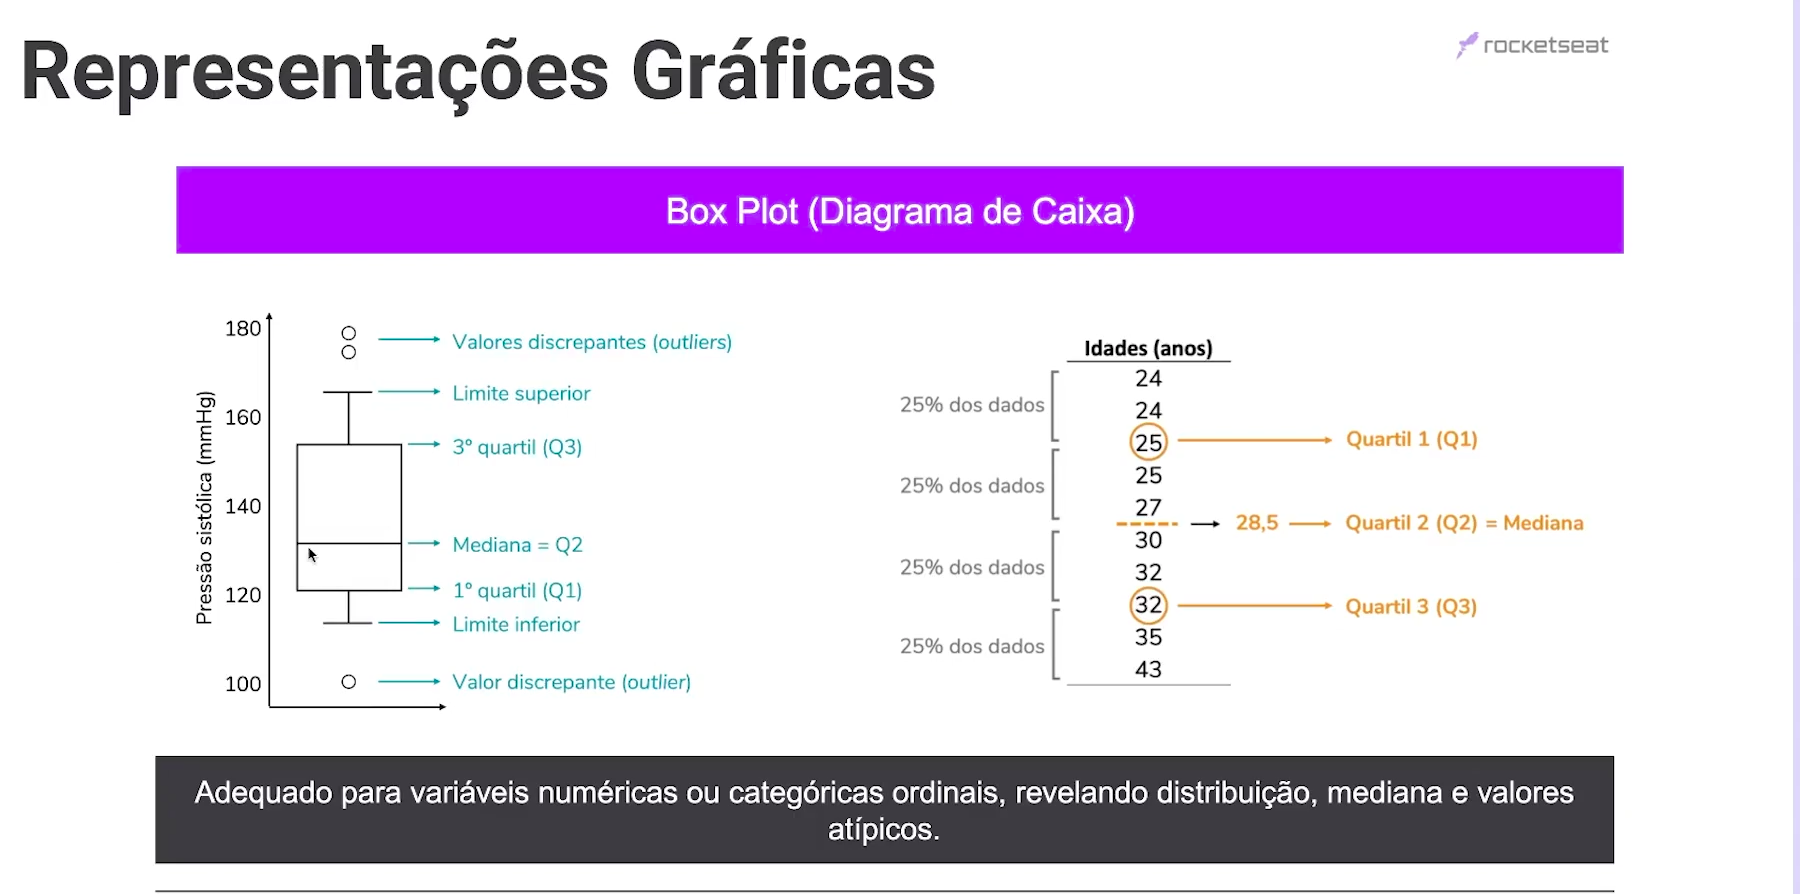 Representações Gráficas
rocketseat
Box Plot (Diagrama de Caixa)
Pressão sistólica (mmHg)
180
160
140
120
100
Valores discrepantes (outliers)
Limite superior
3º quartil (Q3)
Mediana = Q2
1º quartil (Q1)
Limite inferior
Valor discrepante (outlier)
Idades (anos)
24
24
25
25
27
30
32
32
35
43
25% dos dados
25% dos dados
25% dos dados
25% dos dados
Quartil 1 (Q1)
28,5
Quartil 2 (Q2) = Mediana
Quartil 3 (Q3)
Adequado para variáveis numéricas ou categóricas ordinais, revelando distribuição, mediana e valores
atípicos.